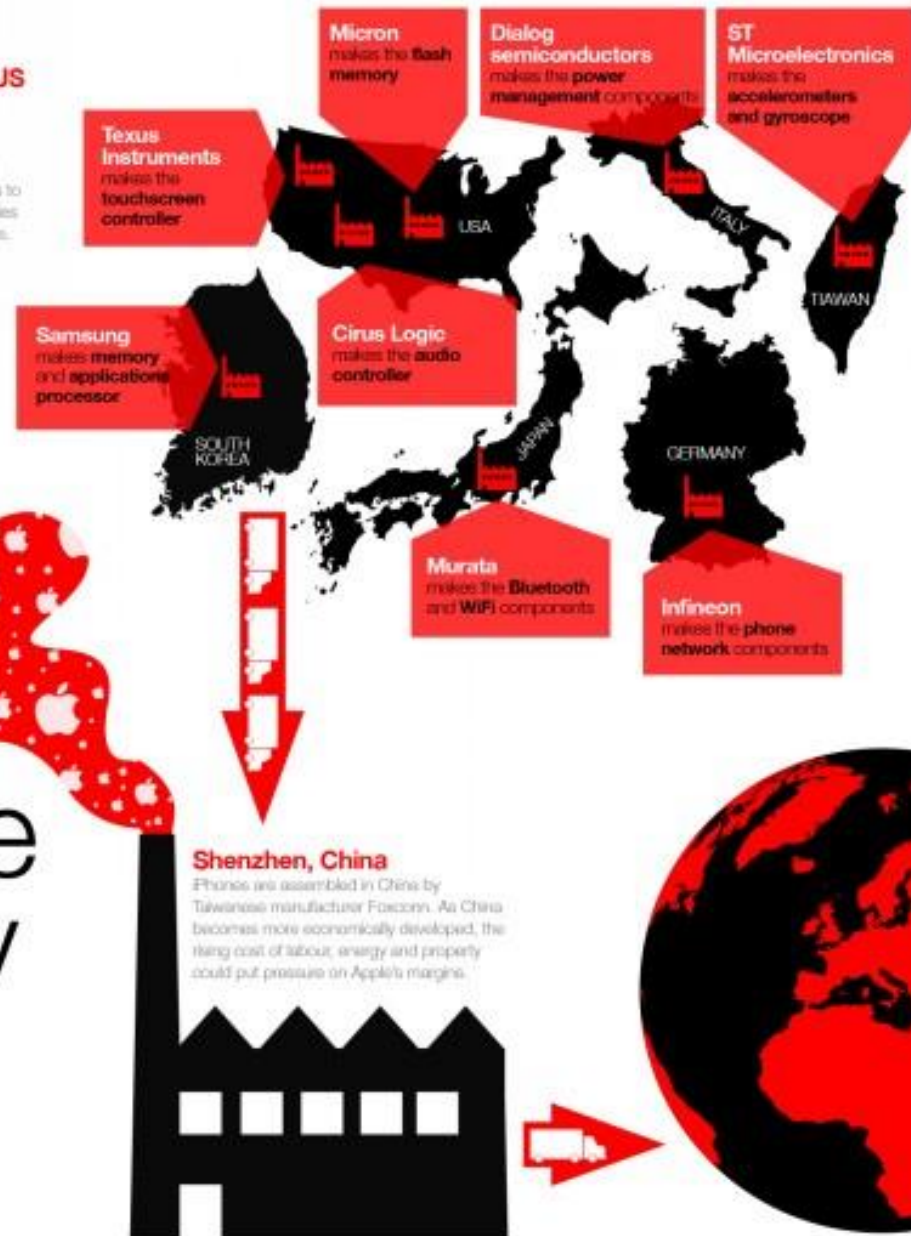 US
to
Micron
makes the flash
memory
Dialog
semiconductors
makes the power
management components
ST
Microelectronics
makes the
accelerometers
and gyroscope
Texus
Instruments
makes the
touchscreen
controller
USA
ITALY
TIAWAN
Samsung
makes memory
and applications
processor
SOUTH
KOREA
Cirus Logic
makes the audio
controller
JAPAN
GERMANY
Murata
makes the Bluetooth
and WiFi components
Infineon
makes the phone
network components
e
y
Shenzhen, China
iPhones are assembled in China by
Taiwanese manufacturer Foxconn. As China
becomes more economically developed, the
rising cost of labour, energy and property
could put pressure on Apple's margins.